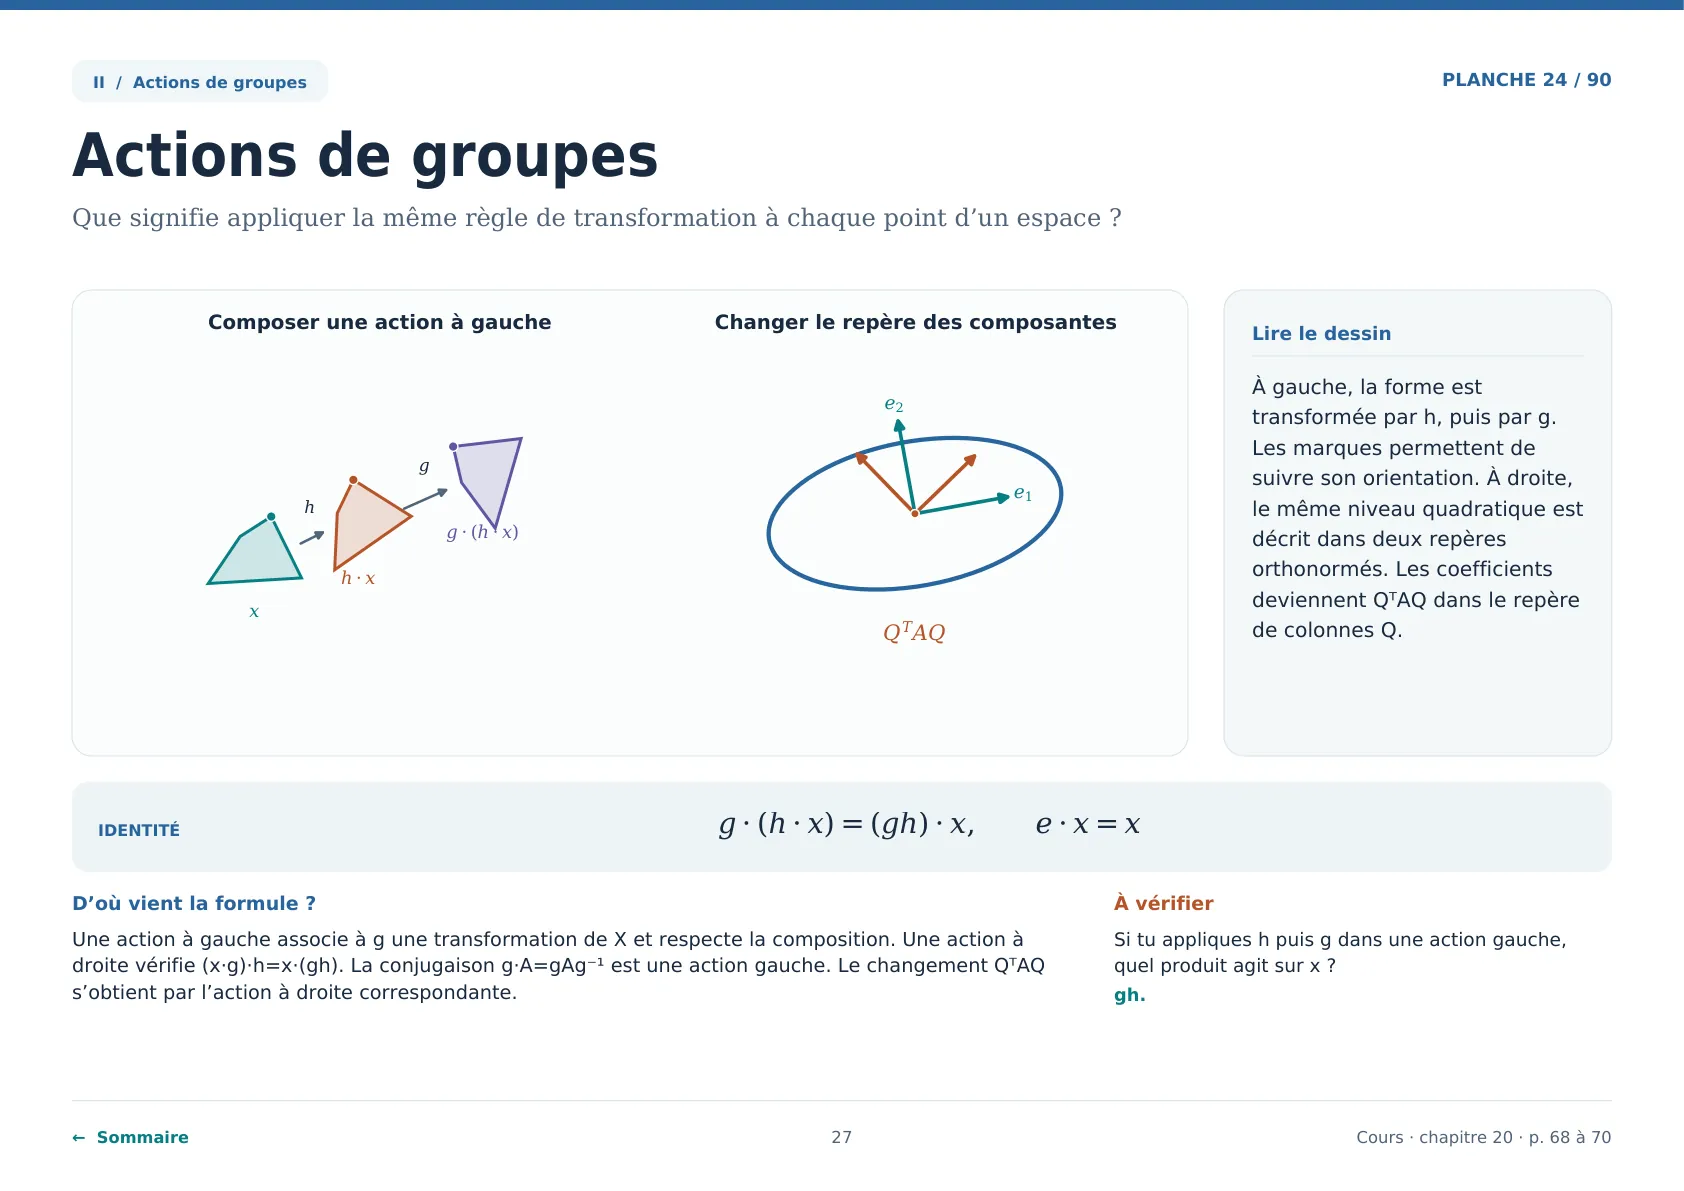 II / Actions de groupes
PLANCHE 24 / 90
Actions de groupes
Que signifie appliquer la même règle de transformation à chaque point d’un espace ?
Composer une action à gauche
x
h
h · x
g
g · (h · x)
Changer le repère des composantes
e₂
e₁
QᵀAQ
Lire le dessin
À gauche, la forme est
transformée par h, puis par g.
Les marques permettent de
suivre son orientation. À droite,
le même niveau quadratique est
décrit dans deux repères
orthonormés. Les coefficients
deviennent QᵀAQ dans le repère
de colonnes Q.
IDENTITÉ
g · (h · x) = (gh) · x, e · x = x
D’où vient la formule ?
Une action à gauche associe à g une transformation de X et respecte la composition. Une action à
droite vérifie (x·g)·h=x·(gh). La conjugaison g·A=gAg⁻¹ est une action gauche. Le changement QᵀAQ
s’obtient par l’action à droite correspondante.
À vérifier
Si tu appliques h puis g dans une action gauche,
quel produit agit sur x ?
gh.
← Sommaire
27
Cours · chapitre 20 · p. 68 à 70